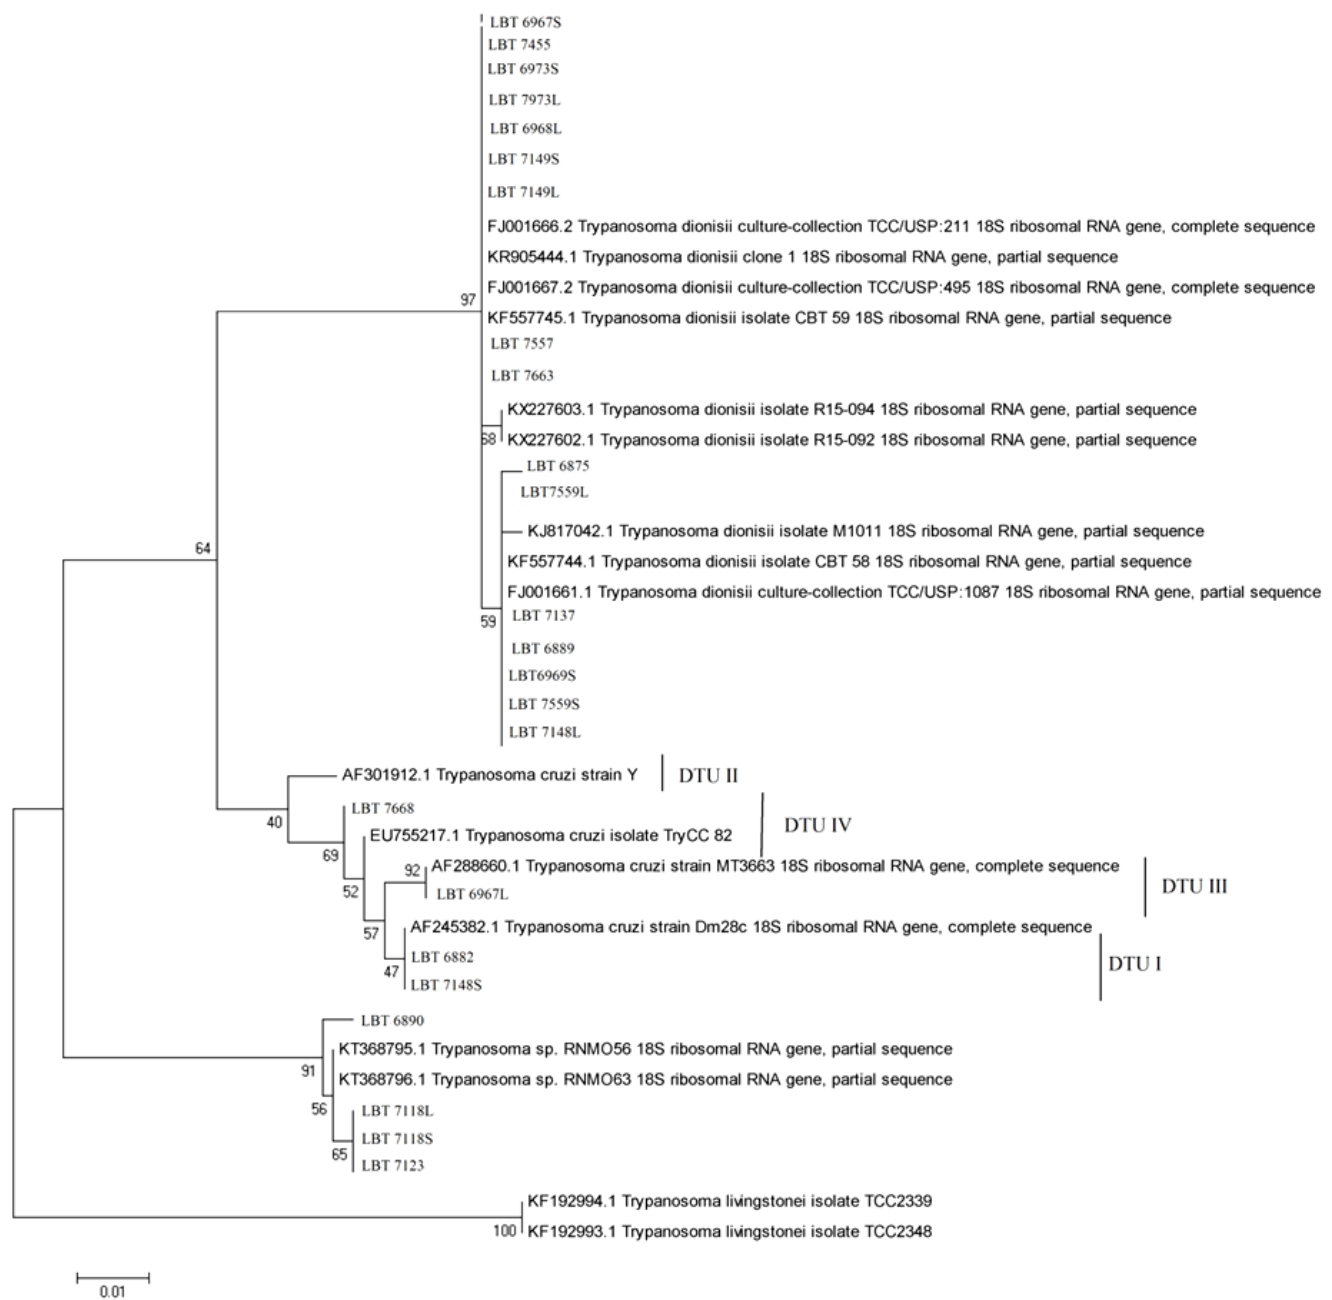 LBT 6967S
LBT 7455
LBT 6973S
LBT 7973L
LBT 6968L
LBT 7149S
LBT 7149L
FJ001666.2 Trypanosoma dionisii culture-collection TCC/USP:211 18S ribosomal RNA gene, complete sequence
KR905444.1 Trypanosoma dionisii clone 1 18S ribosomal RNA gene, partial sequence
FJ001667.2 Trypanosoma dionisii culture-collection TCC/USP:495 18S ribosomal RNA gene, complete sequence
97
KF557745.1 Trypanosoma dionisii isolate CBT 59 18S ribosomal RNA gene, partial sequence
LBT 7557
LBT 7663
KX227603.1 Trypanosoma dionisii isolate R15-094 18S ribosomal RNA gene, partial sequence
68 KX227602.1 Trypanosoma dionisii isolate R15-092 18S ribosomal RNA gene, partial sequence
LBT 6875
LBT7559L
KJ817042.1 Trypanosoma dionisii isolate M1011 18S ribosomal RNA gene, partial sequence
64
KF557744.1 Trypanosoma dionisii isolate CBT 58 18S ribosomal RNA gene, partial sequence
FJ001661.1 Trypanosoma dionisii culture-collection TCC/USP:1087 18S ribosomal RNA gene, partial sequence
59 LBT 7137
LBT 6889
LBT6969S
LBT 7559S
LBT 7148L
AF301912.1 Trypanosoma cruzi strain Y DTU II
LBT 7668
40 DTU IV
EU755217.1 Trypanosoma cruzi isolate TryCC 82
69
92 AF288660.1 Trypanosoma cruzi strain MT3663 18S ribosomal RNA gene, complete sequence
52 LBT 6967L DTU III
57 AF245382.1 Trypanosoma cruzi strain Dm28c 18S ribosomal RNA gene, complete sequence
LBT 6882 DTU I
47
LBT 7148S
LBT 6890
KT368795.1 Trypanosoma sp. RNMO56 18S ribosomal RNA gene, partial sequence
91
KT368796.1 Trypanosoma sp. RNMO63 18S ribosomal RNA gene, partial sequence
56 LBT 7118L
LBT 7118S
65
LBT 7123
KF192994.1 Trypanosoma livingstonei isolate TCC2339
100 KF192993.1 Trypanosoma livingstonei isolate TCC2348
0.01